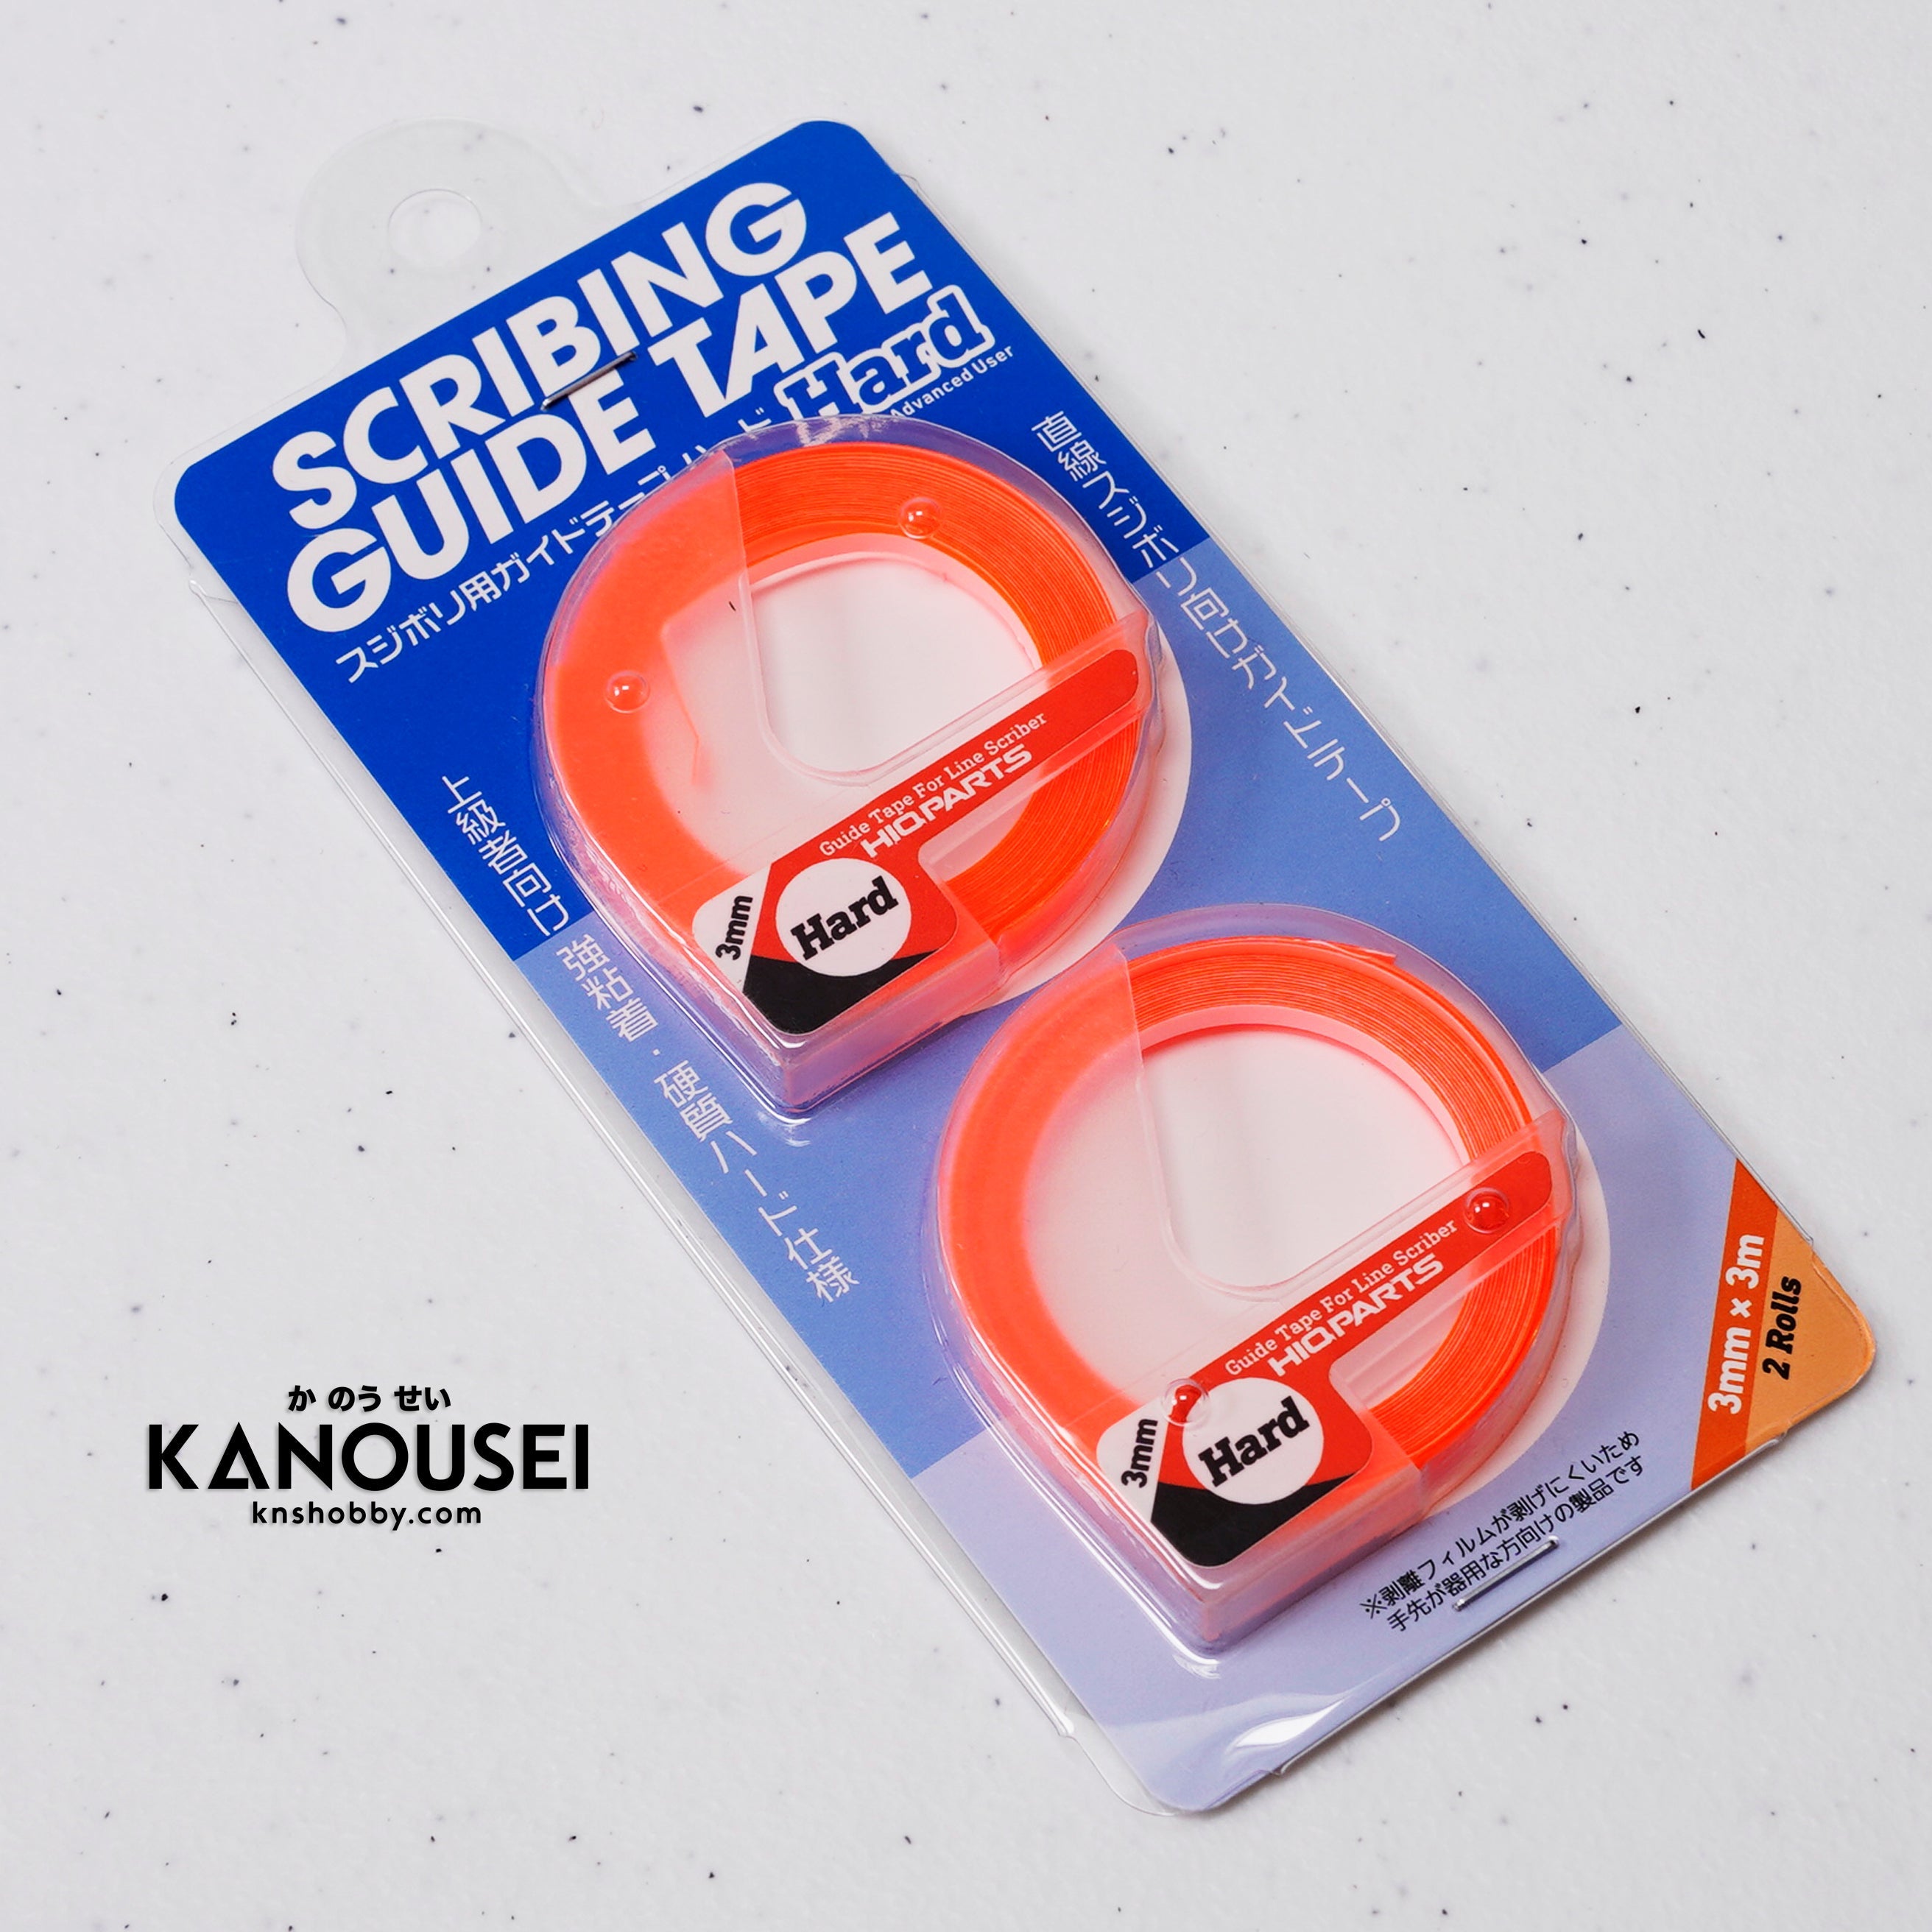 SCRIBING
GUIDE TAPE
Hard
Advanced User
スジボリ用ガイドテープ
直線スジボリ向けガイドテープ
上級者向け 強粘着・硬質ハード仕様
Guide Tape For Line Scriber
HIQPARTS
3mm
Hard
Guide Tape For Line Scriber
HIQPARTS
3mm
Hard
3mm × 3m
2 Rolls
※剥離フィルムが剥げにくいため
手先が器用な方向けの製品です
か のう せい
KANOUSEI
knshobby.com